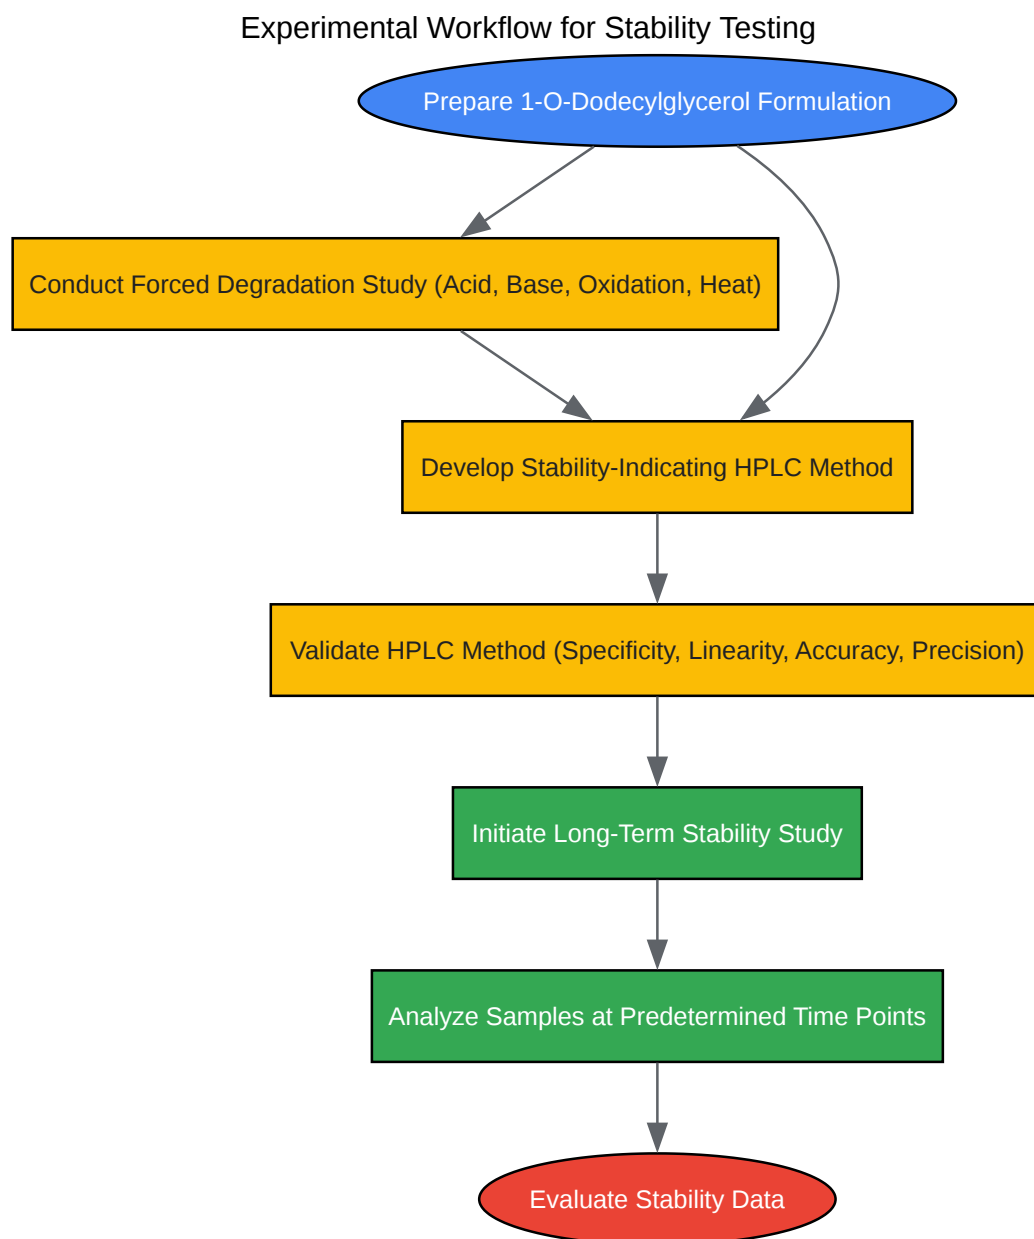 Experimental Workflow for Stability Testing
Prepare 1-O-Dodecylglycerol Formulation
Conduct Forced Degradation Study (Acid, Base, Oxidation, Heat)
Develop Stability-Indicating HPLC Method
Validate HPLC Method (Specificity, Linearity, Accuracy, Precision)
Initiate Long-Term Stability Study
Analyze Samples at Predetermined Time Points
Evaluate Stability Data